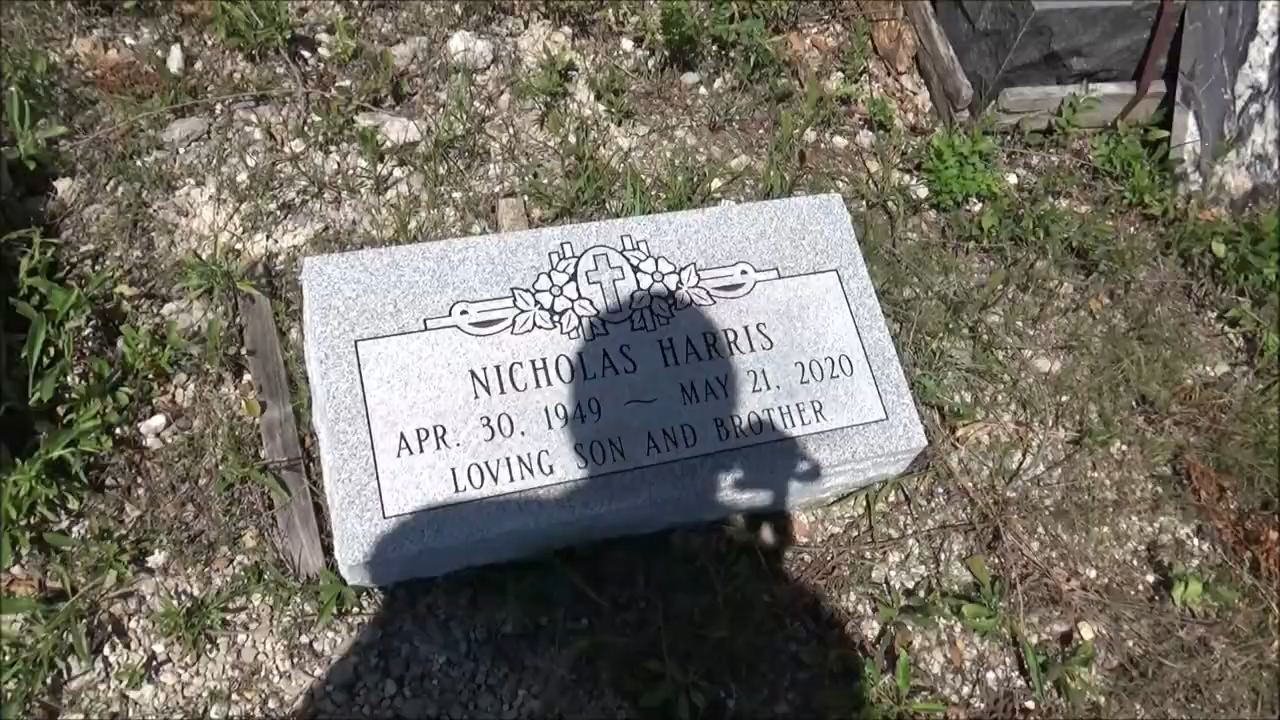 NICHOLAS HARRIS
APR. 30, 1949 ~ MAY 21, 2020
LOVING SON AND BROTHER